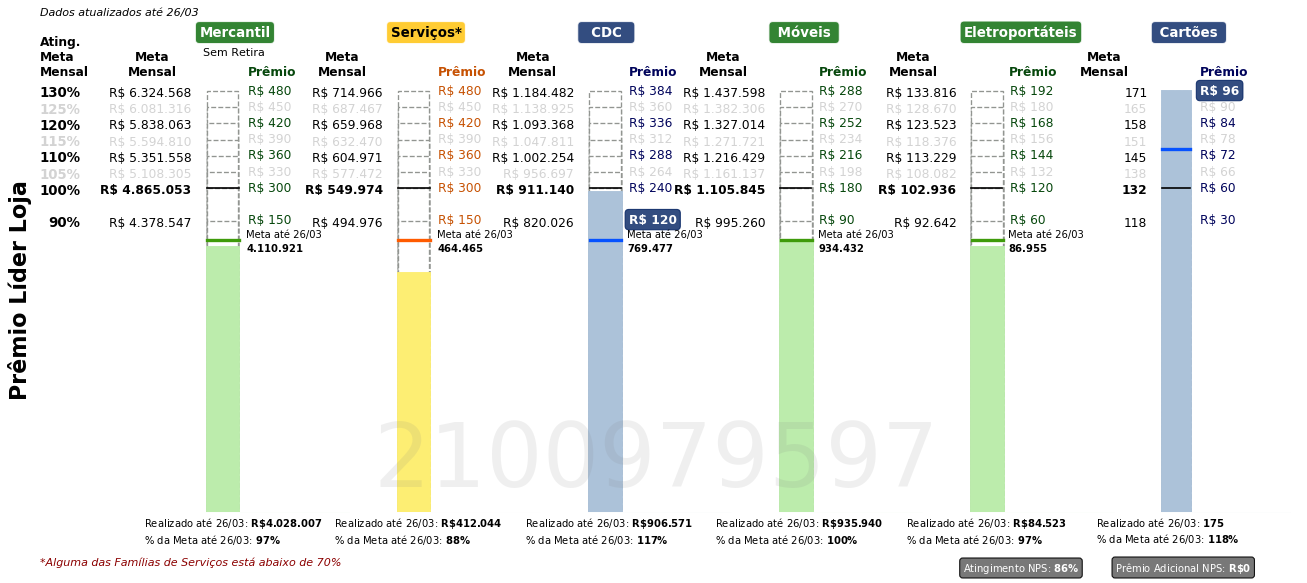 Dados atualizados até 26/03
Mercantil Serviços* CDC Móveis Eletroportáteis Cartões
Sem Retira
Ating. Meta Mensal Meta Mensal Prêmio Meta Mensal Prêmio Meta Mensal Prêmio Meta Mensal Prêmio Meta Mensal Prêmio Meta Mensal Prêmio
130% R$ 6.324.568 R$ 480 R$ 714.966 R$ 480 R$ 1.184.482 R$ 384 R$ 1.437.598 R$ 288 R$ 133.816 R$ 192 171 R$ 96
125% R$ 6.081.316 R$ 450 R$ 687.467 R$ 450 R$ 1.138.925 R$ 360 R$ 1.382.306 R$ 270 R$ 128.670 R$ 180 165 R$ 90
120% R$ 5.838.063 R$ 420 R$ 659.968 R$ 420 R$ 1.093.368 R$ 336 R$ 1.327.014 R$ 252 R$ 123.523 R$ 168 158 R$ 84
115% R$ 5.594.810 R$ 390 R$ 632.470 R$ 390 R$ 1.047.811 R$ 312 R$ 1.271.721 R$ 234 R$ 118.376 R$ 156 151 R$ 78
110% R$ 5.351.558 R$ 360 R$ 604.971 R$ 360 R$ 1.002.254 R$ 288 R$ 1.216.429 R$ 216 R$ 113.229 R$ 144 145 R$ 72
105% R$ 5.108.305 R$ 330 R$ 577.472 R$ 330 R$ 956.697 R$ 264 R$ 1.161.137 R$ 198 R$ 108.082 R$ 132 138 R$ 66
100% R$ 4.865.053 R$ 300 R$ 549.974 R$ 300 R$ 911.140 R$ 240 R$ 1.105.845 R$ 180 R$ 102.936 R$ 120 132 R$ 60
90% R$ 4.378.547 R$ 150 R$ 494.976 R$ 150 R$ 820.026 R$ 120 R$ 995.260 R$ 90 R$ 92.642 R$ 60 118 R$ 30
Meta até 26/03 Meta até 26/03 Meta até 26/03 Meta até 26/03 Meta até 26/03
4.110.921 464.465 769.477 934.432 86.955
Prêmio Líder Loja
2100979597
Realizado até 26/03: R$4.028.007 Realizado até 26/03: R$412.044 Realizado até 26/03: R$906.571 Realizado até 26/03: R$935.940 Realizado até 26/03: R$84.523 Realizado até 26/03: 175
% da Meta até 26/03: 97% % da Meta até 26/03: 88% % da Meta até 26/03: 117% % da Meta até 26/03: 100% % da Meta até 26/03: 97% % da Meta até 26/03: 118%
*Alguma das Famílias de Serviços está abaixo de 70%
Atingimento NPS: 86% Prêmio Adicional NPS: R$0